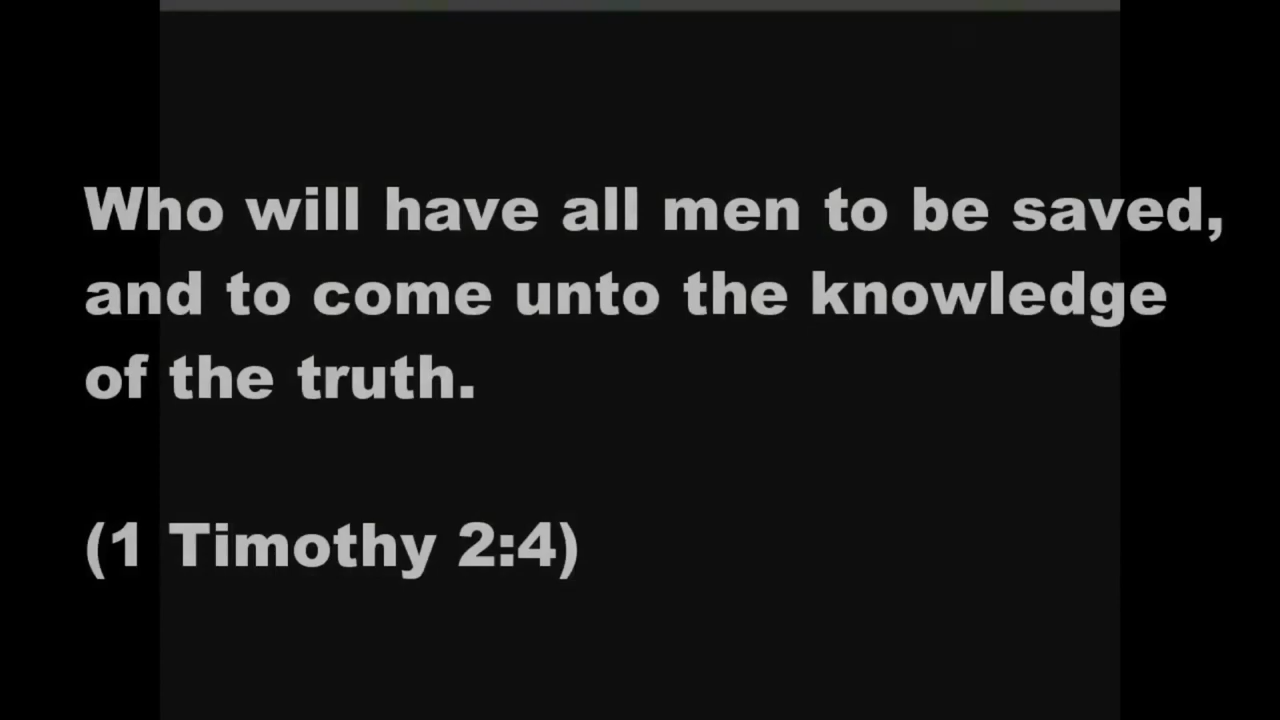 Who will have all men to be saved,
and to come unto the knowledge
of the truth.
(1 Timothy 2:4)